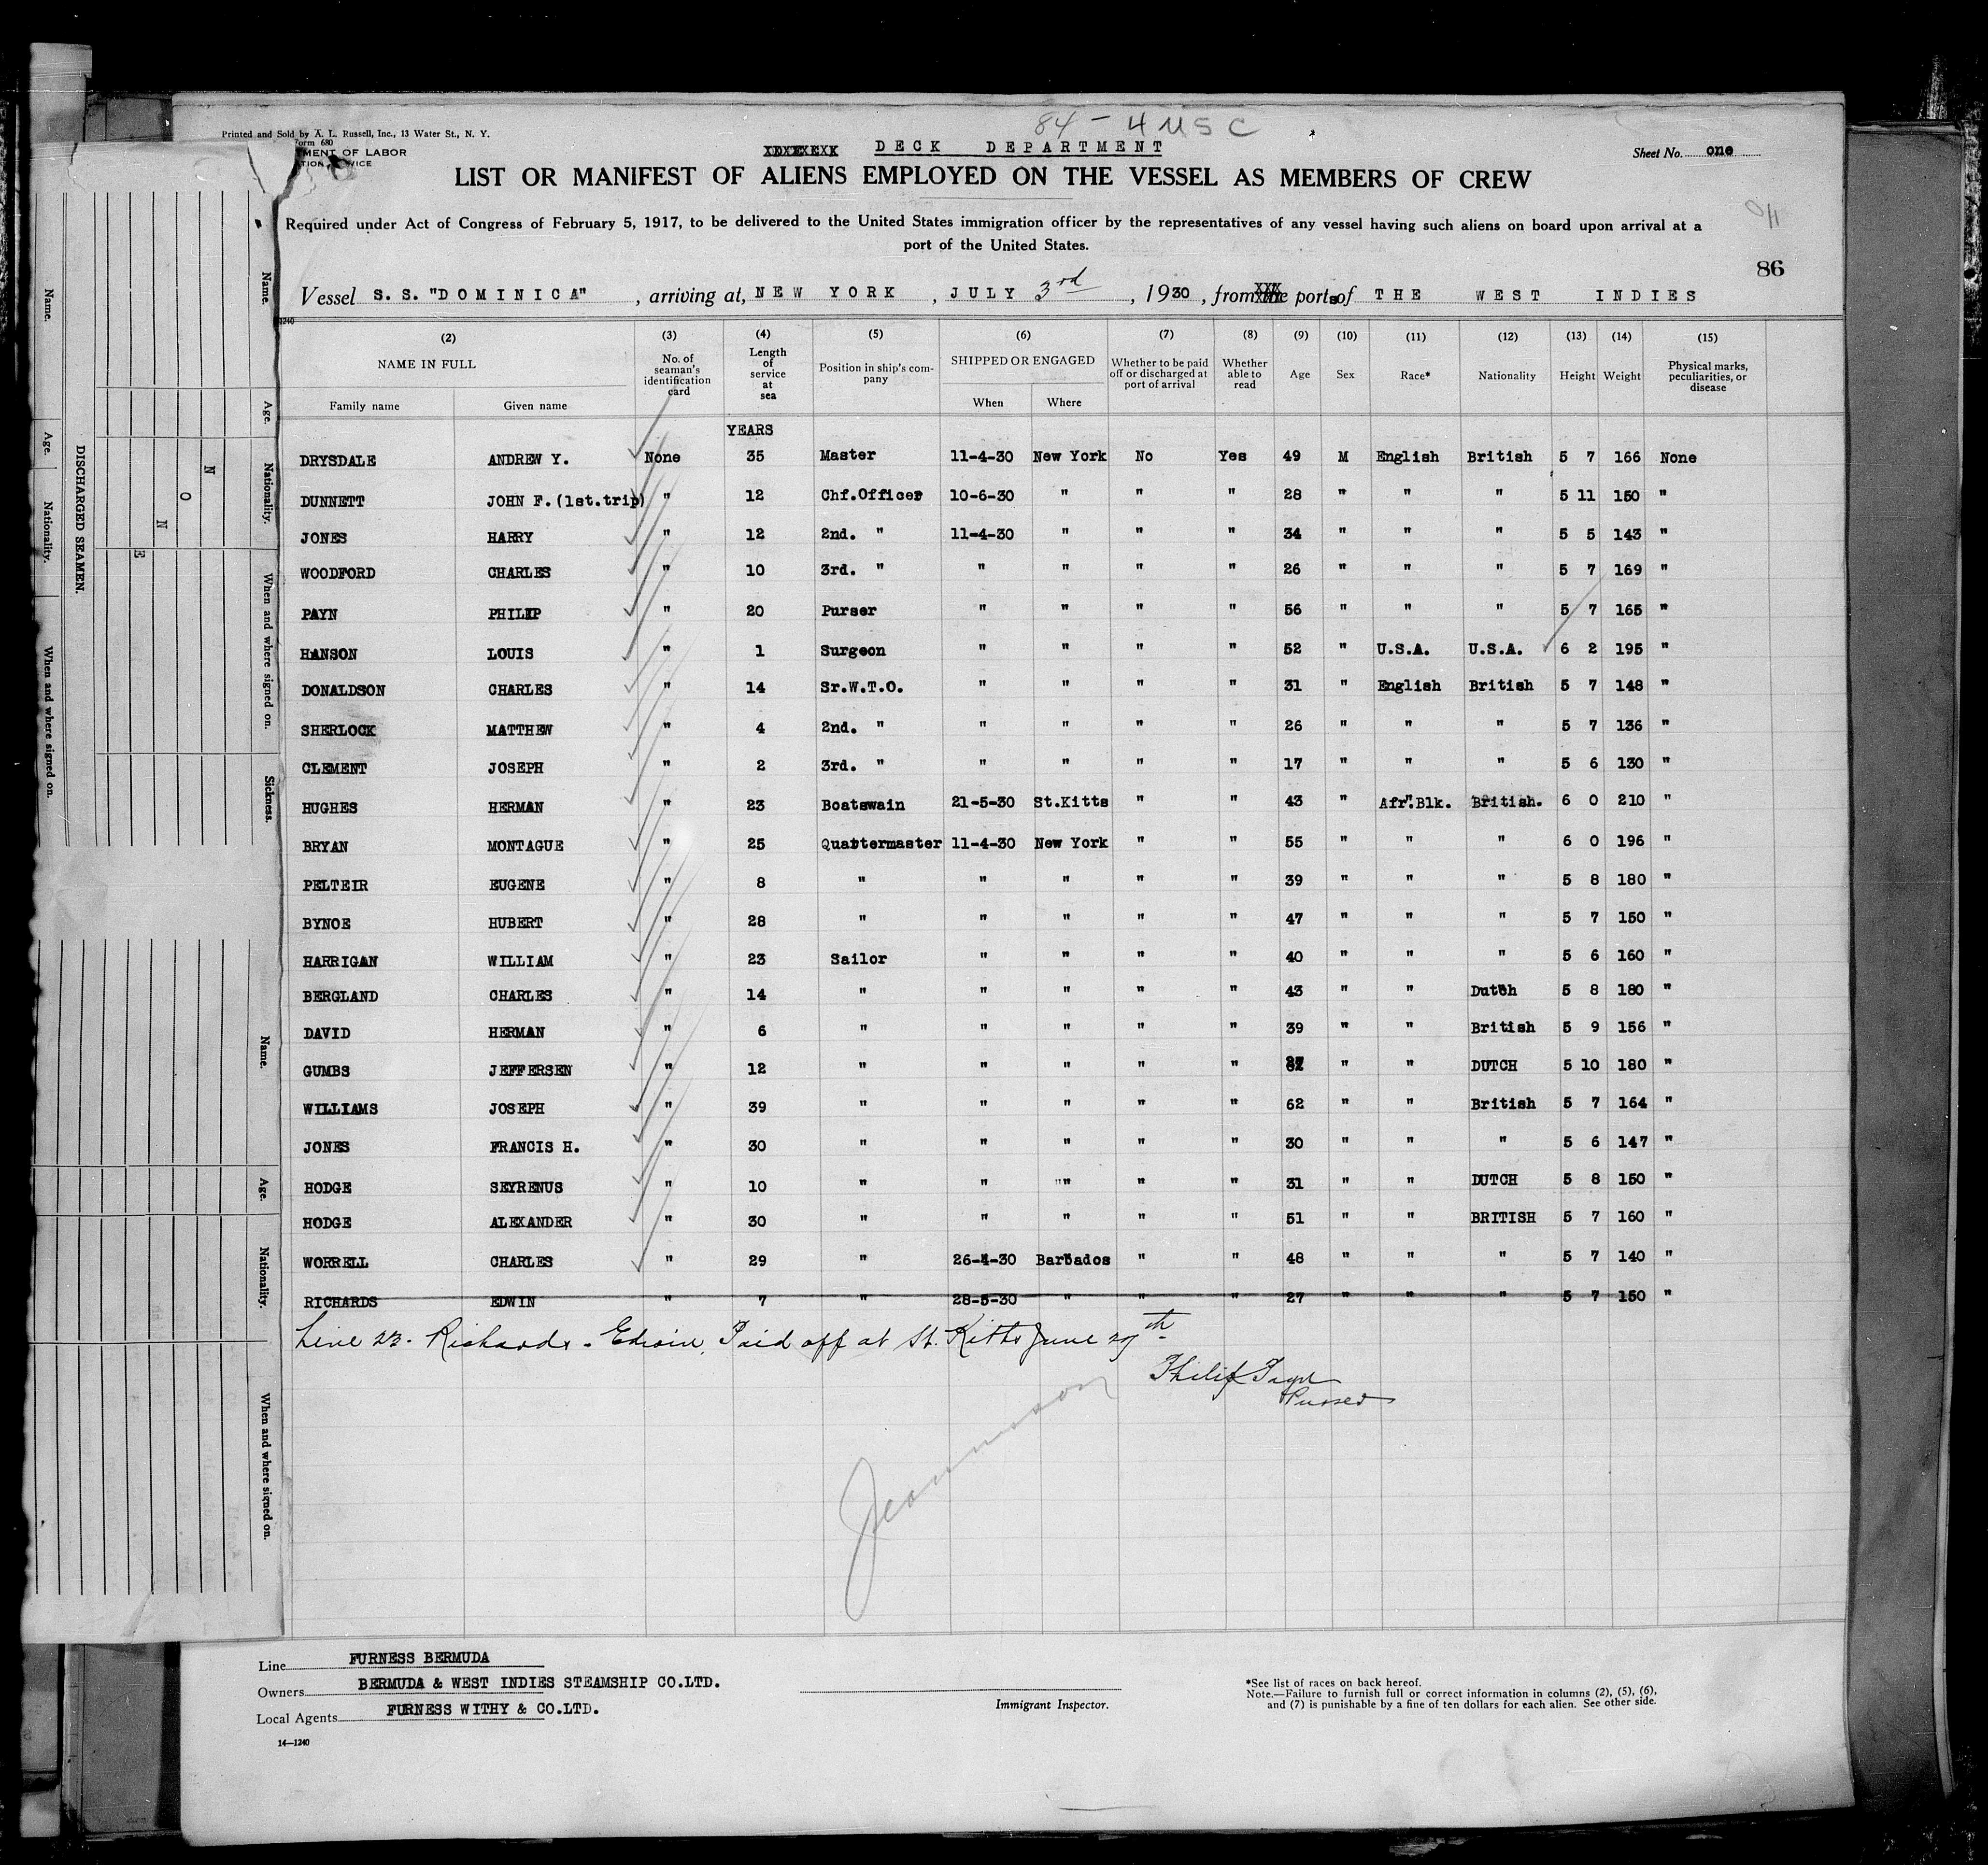 84 - 4 USC
Printed and Sold by A. L. Russell, Inc., 13 Water St., N. Y.
Form 680
MENT OF LABOR
DECK DEPARTMENT
Sheet No. one
LIST OR MANIFEST OF ALIENS EMPLOYED ON THE VESSEL AS MEMBERS OF CREW
Required under Act of Congress of February 5, 1917, to be delivered to the United States immigration officer by the representatives of any vessel having such aliens on board upon arrival at a
port of the United States.
86
Vessel S. S. "DOMINICA", arriving at, NEW YORK, JULY 3rd, 1930, from ports of THE WEST INDIES
(2) (3) (4) (5) (6) (7) (8) (9) (10) (11) (12) (13) (14) (15)
NAME IN FULL No. of seaman's identification card Length of service at sea Position in ship's company SHIPPED OR ENGAGED Whether to be paid off or discharged at port of arrival Whether able to read Age Sex Race* Nationality Height Weight Physical marks, peculiarities, or disease
Family name Given name When Where
YEARS
DRYSDALE ANDREW Y. None 35 Master 11-4-30 New York No Yes 49 M English British 5 7 166 None
DUNNETT JOHN F.(1st.trip) " 12 Chf.Officer 10-6-30 " " " 28 " " " 5 11 150 "
JONES HARRY " 12 2nd. " 11-4-30 " " " 34 " " " 5 5 143 "
WOODFORD CHARLES " 10 3rd. " " " " " 26 " " " 5 7 169 "
PAYN PHILIP " 20 Purser " " " " 56 " " " 5 7 165 "
HANSON LOUIS " 1 Surgeon " " " " 52 " U.S.A. U.S.A. 6 2 195 "
DONALDSON CHARLES " 14 Sr.W.T.O. " " " " 31 " English British 5 7 148 "
SHERLOCK MATTHEW " 4 2nd. " " " " " 26 " " " 5 7 136 "
CLEMENT JOSEPH " 2 3rd. " " " " " 17 " " " 5 6 130 "
HUGHES HERMAN " 23 Boatswain 21-5-30 St.Kitts " " 43 " Afr.Blk. British. 6 0 210 "
BRYAN MONTAGUE " 25 Quartermaster 11-4-30 New York " " 55 " " " 6 0 196 "
PELTEIR EUGENE " 8 " " " " " 39 " " " 5 8 180 "
BYNOE HUBERT " 28 " " " " " 47 " " " 5 7 150 "
HARRIGAN WILLIAM " 23 Sailor " " " " 40 " " " 5 6 160 "
BERGLAND CHARLES " 14 " " " " " 43 " " Dutch 5 8 180 "
DAVID HERMAN " 6 " " " " " 39 " " British 5 9 156 "
GUMBS JEFFERSEN " 12 " " " " " " " DUTCH 5 10 180 "
WILLIAMS JOSEPH " 39 " " " " " 62 " " British 5 7 164 "
JONES FRANCIS H. " 30 " " " " " 30 " " " 5 6 147 "
HODGE SEYRENUS " 10 " " "" " " 31 " " DUTCH 5 8 150 "
HODGE ALEXANDER " 30 " " " " " 51 " " BRITISH 5 7 160 "
WORRELL CHARLES " 29 " 26-4-30 Barbados " " 48 " " " 5 7 140 "
RICHARDS EDWIN " 7 " 28-5-30 " " " 27 " " " 5 7 150 "
Line 23. Richards - Edwin, Paid off at St. Kitts June 29th
Philip Payn
Purser
Line FURNESS BERMUDA
Owners BERMUDA & WEST INDIES STEAMSHIP CO.LTD.
Local Agents FURNESS WITHY & CO.LTD.
14—1240
Immigrant Inspector.
*See list of races on back hereof.
Note.—Failure to furnish full or correct information in columns (2), (5), (6),
and (7) is punishable by a fine of ten dollars for each alien. See other side.
DISCHARGED SEAMEN.
Name. Age. Nationality. When and where signed on.
Name. Age. Nationality. When and where signed on. Sickness.
N O N E
Name. Age. Nationality. When and where signed on.